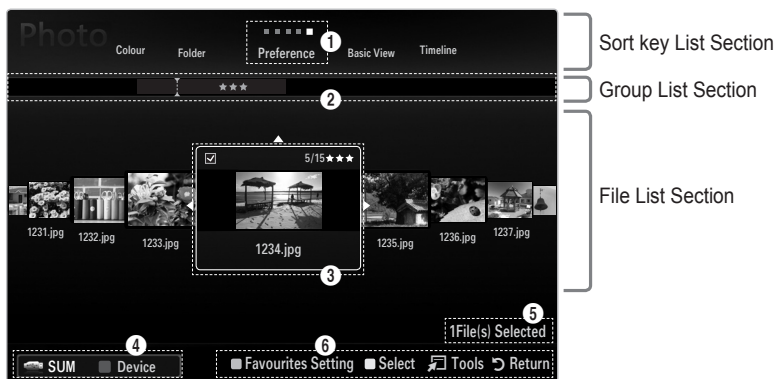 Photo
Colour Folder Preference Basic View Timeline
1
Sort key List Section
★★★
2
Group List Section
5/15★★★
1231.jpg 1232.jpg 1233.jpg 1234.jpg 1235.jpg 1236.jpg 1237.jpg
3
File List Section
5
1File(s) Selected
4
6
SUM Device Favourites Setting Select Tools Return